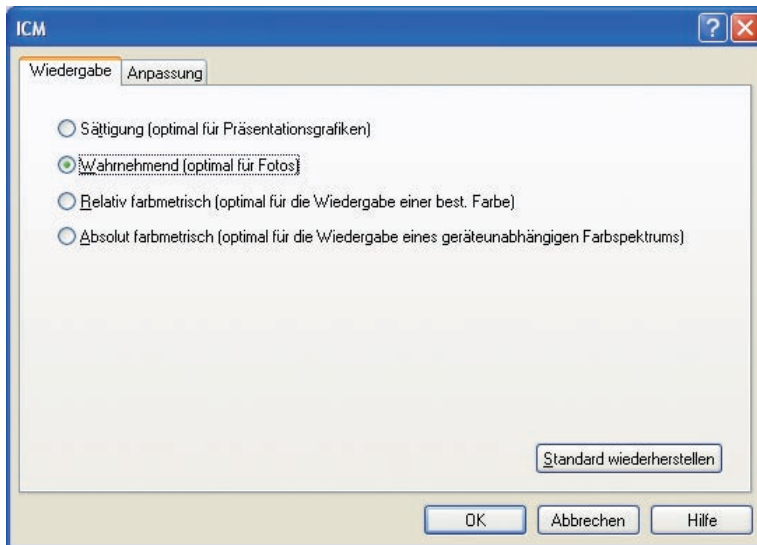 ICM
Wiedergabe Anpassung
Sättigung (optimal für Präsentationsgrafiken)
Wahrnehmend (optimal für Fotos)
Relativ farbmetrisch (optimal für die Wiedergabe einer best. Farbe)
Absolut farbmetrisch (optimal für die Wiedergabe eines geräteunabhängigen Farbspektrums)
Standard wiederherstellen
OK Abbrechen Hilfe